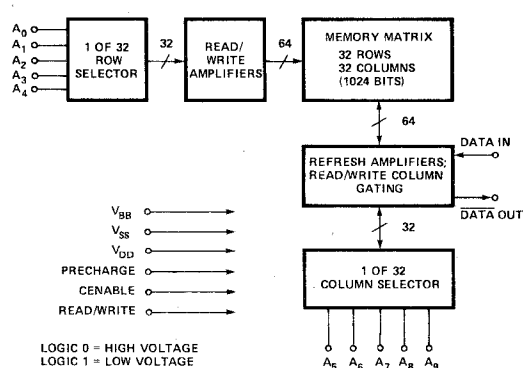 A0
A1
A2
A3
A4
1 OF 32
ROW
SELECTOR
32
READ/
WRITE
AMPLIFIERS
64
MEMORY MATRIX
32 ROWS
32 COLUMNS
(1024 BITS)
64
DATA IN
REFRESH AMPLIFIERS;
READ/WRITE COLUMN
GATING
DATA OUT
32
1 OF 32
COLUMN SELECTOR
VBB
VSS
VDD
PRECHARGE
CENABLE
READ/WRITE
LOGIC 0 = HIGH VOLTAGE
LOGIC 1 = LOW VOLTAGE
A5 A6 A7 A8 A9